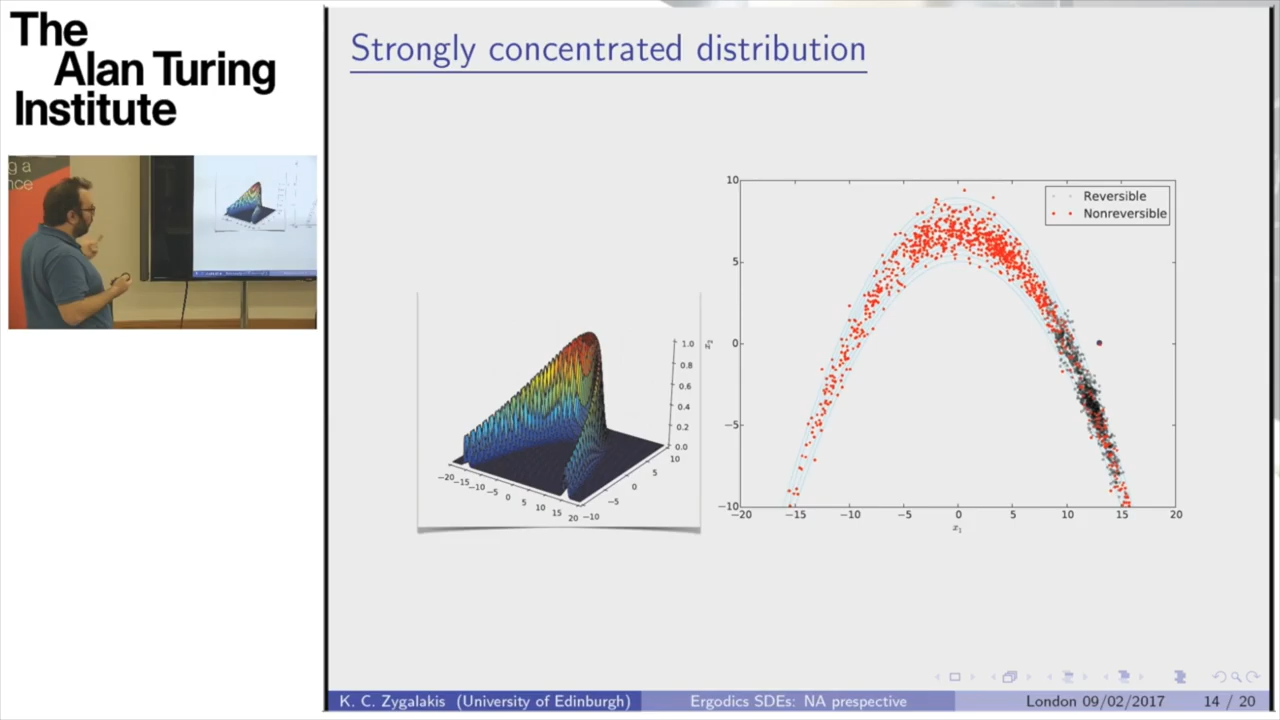 The
Alan Turing
Institute
g a
nce
Strongly concentrated distribution
1.0
0.8
0.6
0.4
0.2
0.0
−20
−15
−10
−5
0
5
10
15
20
−10
−5
0
5
10
x₂
10
5
0
−5
−10
−20
−15
−10
−5
0
5
10
15
20
x₁
Reversible
Nonreversible
K. C. Zygalakis (University of Edinburgh)
Ergodics SDEs: NA prespective
London 09/02/2017
14 / 20